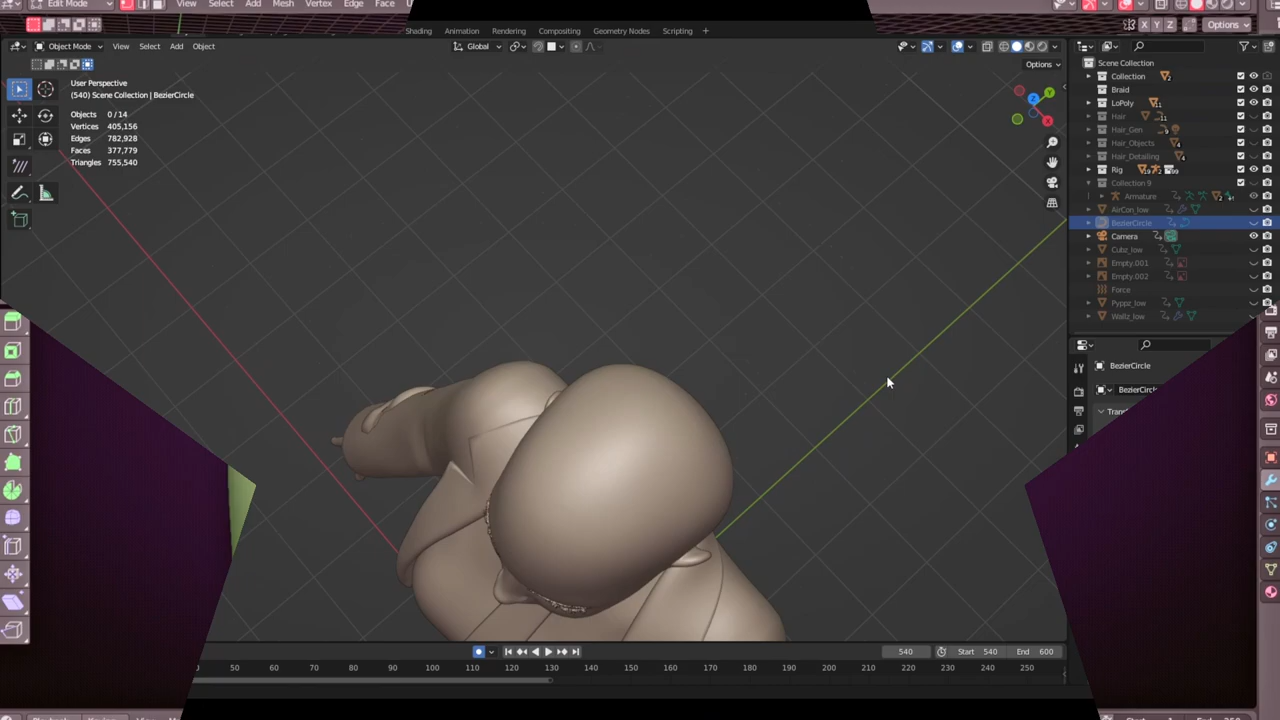 Edit Mode View Select Add Mesh Vertex Edge Face
X Y Z Options
Shading Animation Rendering Compositing Geometry Nodes Scripting +
Object Mode View Select Add Object Global
Options
User Perspective
(540) Scene Collection | BezierCircle
Objects 0/14
Vertices 405,156
Edges 782,928
Faces 377,779
Triangles 755,540
Z Y X
Scene Collection
Collection
Braid
LoPoly
Hair
Hair_Gen
Hair_Objects
Hair_Detailing
Rig
Collection 9
Armature
AirCon_low
BezierCircle
Camera
Cubz_low
Empty.001
Empty.002
Force
Pyppz_low
Wallz_low
BezierCircle
BezierCircle
540 Start 540 End 600
50 60 70 80 90 100 110 120 130 140 150 160 170 180 190 200 210 220 230 240 250